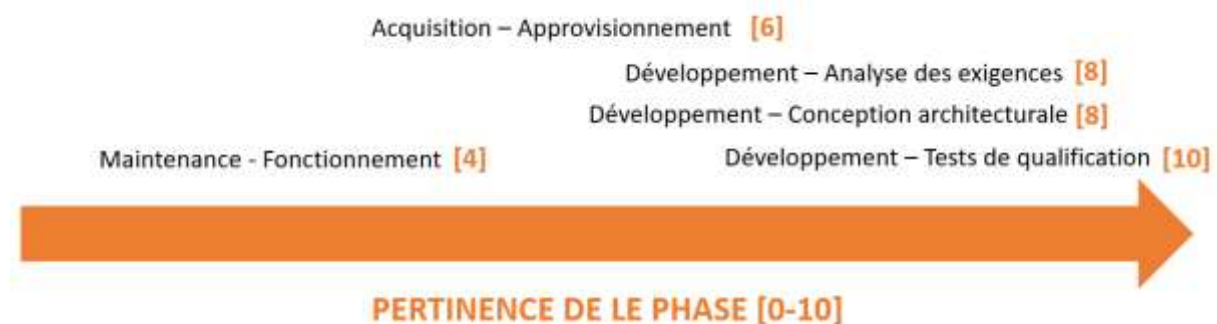 Acquisition – Approvisionnement [6]
Développement – Analyse des exigences [8]
Développement – Conception architecturale [8]
Maintenance - Fonctionnement [4]
Développement – Tests de qualification [10]
PERTINENCE DE LE PHASE [0-10]